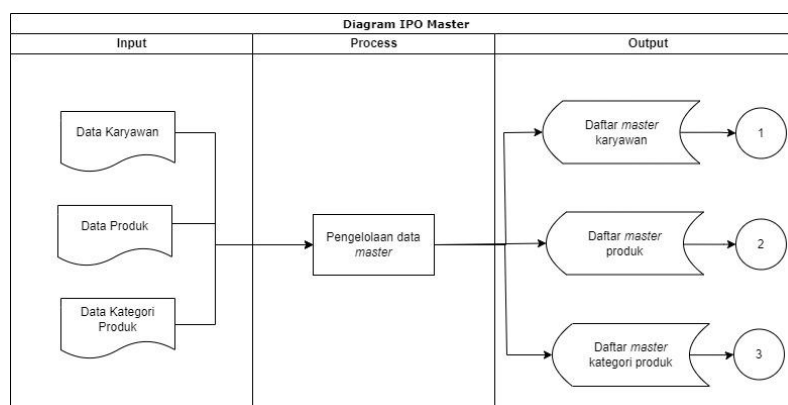 Diagram IPO Master
Input
Process
Output
Data Karyawan
Data Produk
Data Kategori
Produk
Pengelolaan data
master
Daftar master
karyawan
1
Daftar master
produk
2
Daftar master
kategori produk
3